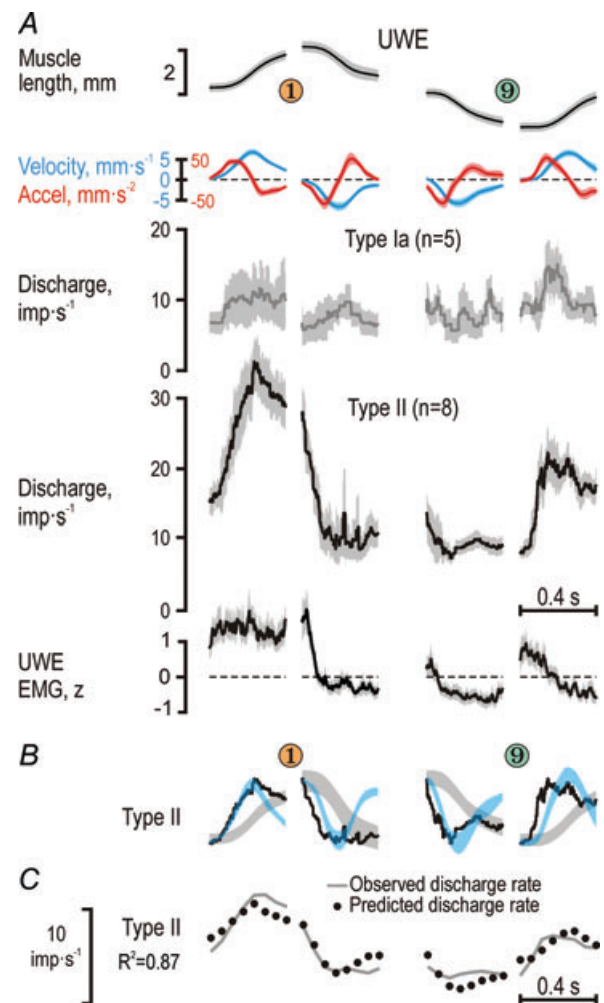 A
UWE
Muscle
length, mm
2
1
9
Velocity, mm·s⁻¹
Accel, mm·s⁻²
5
0
-5
50
0
-50
20
Type Ia (n=5)
Discharge,
imp·s⁻¹
10
0
30
Type II (n=8)
20
Discharge,
imp·s⁻¹
10
0
0.4 s
1
UWE
EMG, z
0
-1
B
1
9
Type II
C
Observed discharge rate
Predicted discharge rate
10
imp·s⁻¹
Type II
R²=0.87
0.4 s